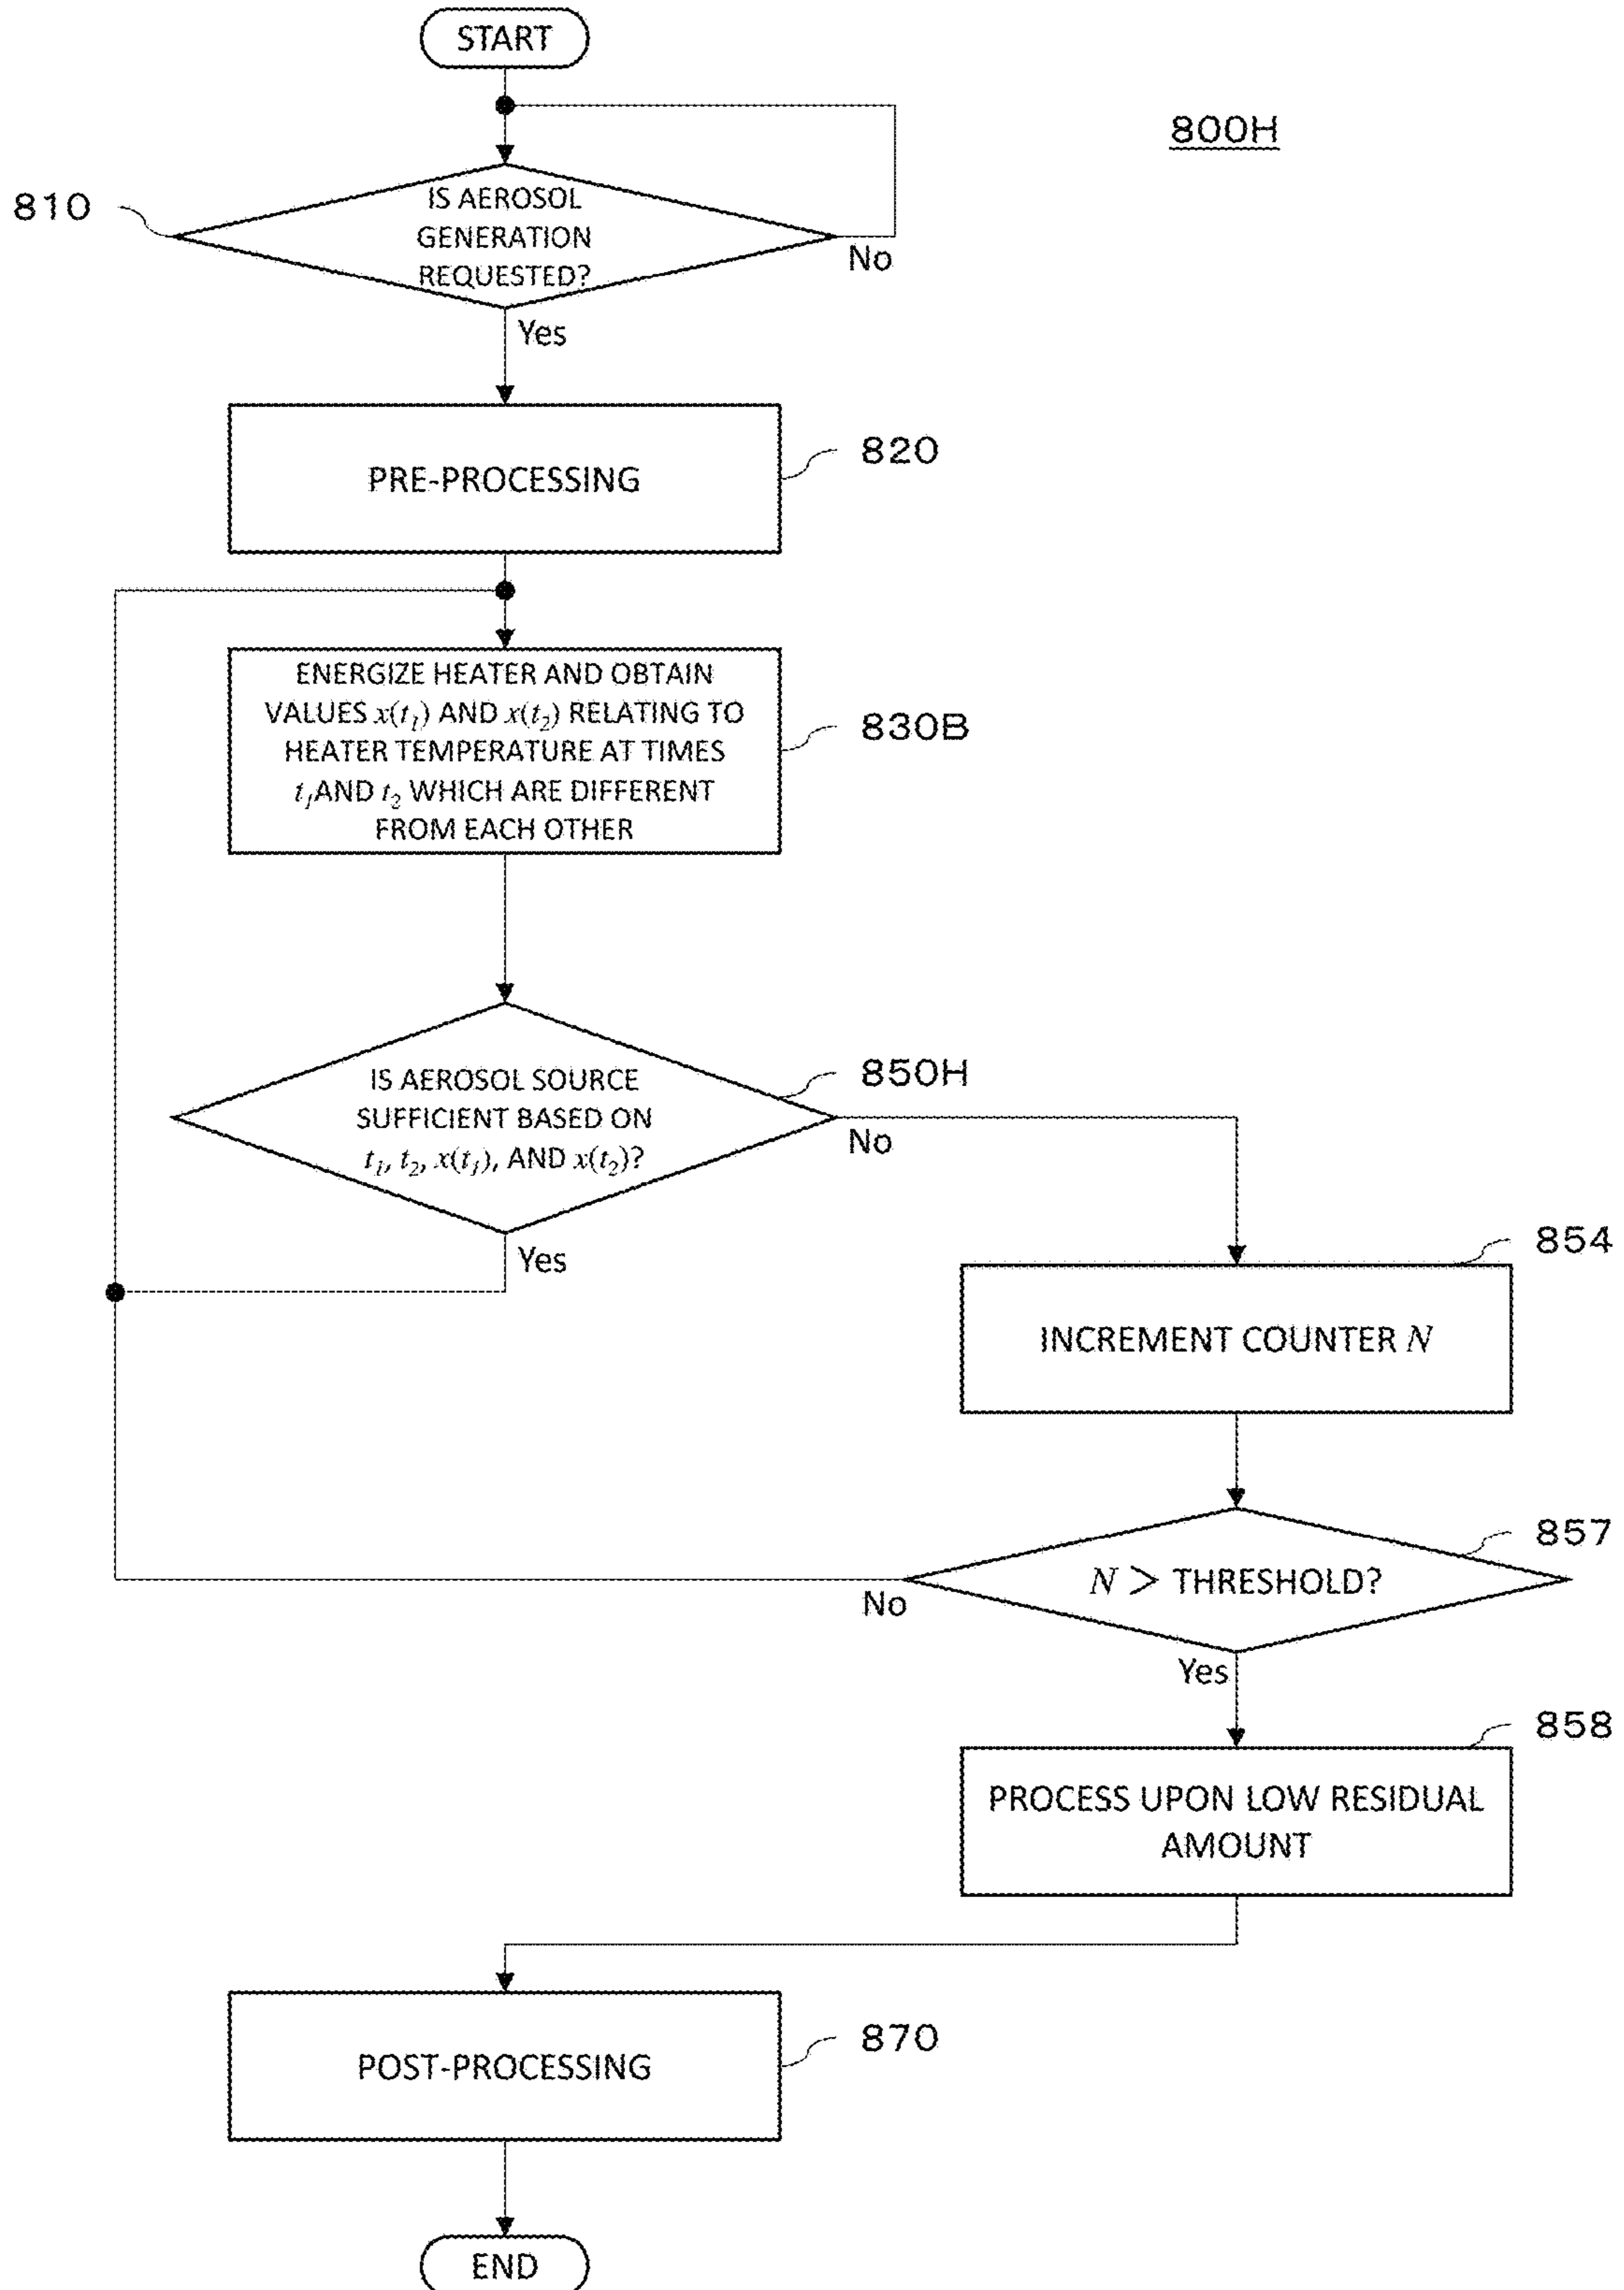 START
800H
810
IS AEROSOL
GENERATION
REQUESTED?
No
Yes
PRE-PROCESSING
820
ENERGIZE HEATER AND OBTAIN
VALUES x(t₁) AND x(t₂) RELATING TO
HEATER TEMPERATURE AT TIMES
t₁AND t₂ WHICH ARE DIFFERENT
FROM EACH OTHER
830B
IS AEROSOL SOURCE
SUFFICIENT BASED ON
t₁, t₂, x(t₁), AND x(t₂)?
850H
No
Yes
854
INCREMENT COUNTER N
857
N > THRESHOLD?
No
Yes
858
PROCESS UPON LOW RESIDUAL
AMOUNT
POST-PROCESSING
870
END